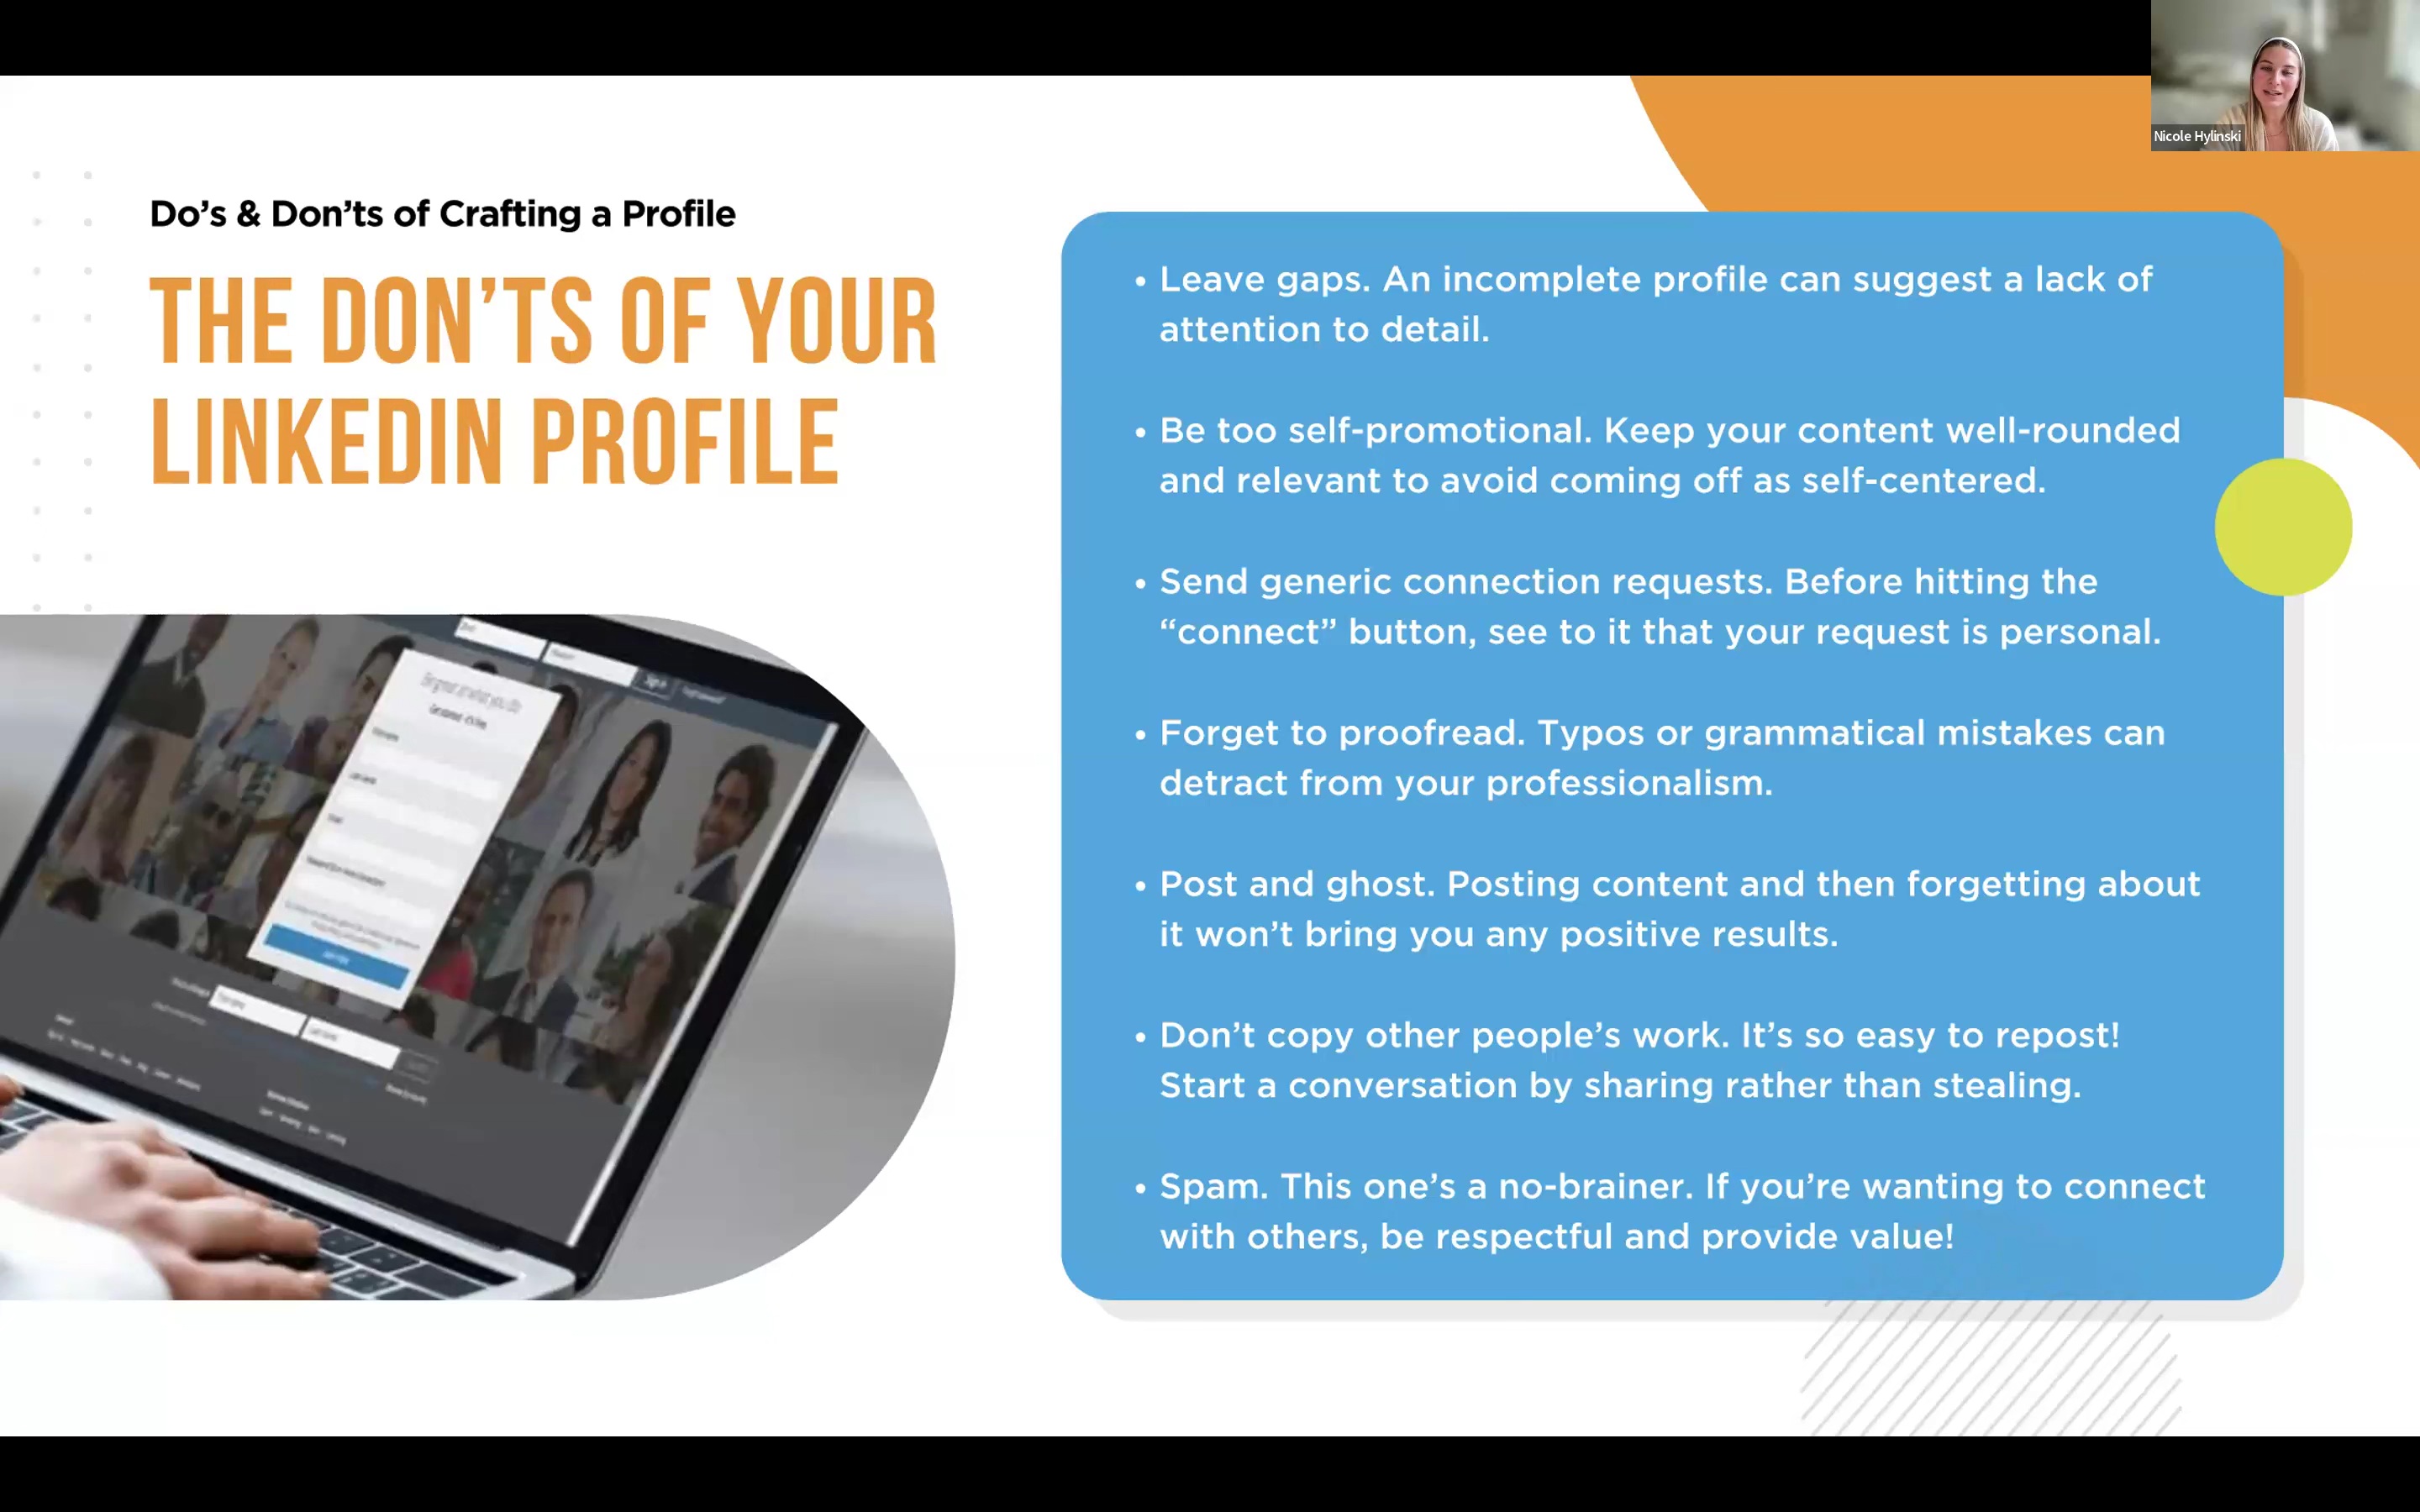 Nicole Hylinski
Do’s & Don’ts of Crafting a Profile
THE DON’TS OF YOUR
LINKEDIN PROFILE
• Leave gaps. An incomplete profile can suggest a lack of
attention to detail.
• Be too self-promotional. Keep your content well-rounded
and relevant to avoid coming off as self-centered.
• Send generic connection requests. Before hitting the
“connect” button, see to it that your request is personal.
• Forget to proofread. Typos or grammatical mistakes can
detract from your professionalism.
• Post and ghost. Posting content and then forgetting about
it won’t bring you any positive results.
• Don’t copy other people’s work. It’s so easy to repost!
Start a conversation by sharing rather than stealing.
• Spam. This one’s a no-brainer. If you’re wanting to connect
with others, be respectful and provide value!